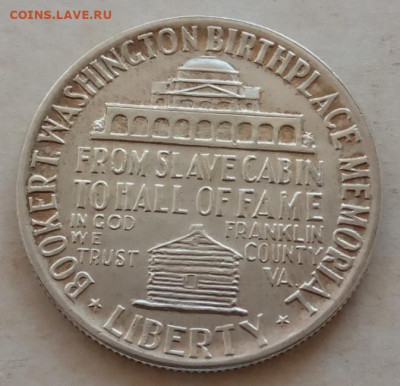 COINS.LAVE.RU
BOOKER T. WASHINGTON BIRTHPLACE MEMORIAL
FROM SLAVE CABIN
TO HALL OF FAME
IN GOD
WE
TRUST
FRANKLIN
COUNTY
VA.
★ LIBERTY ★